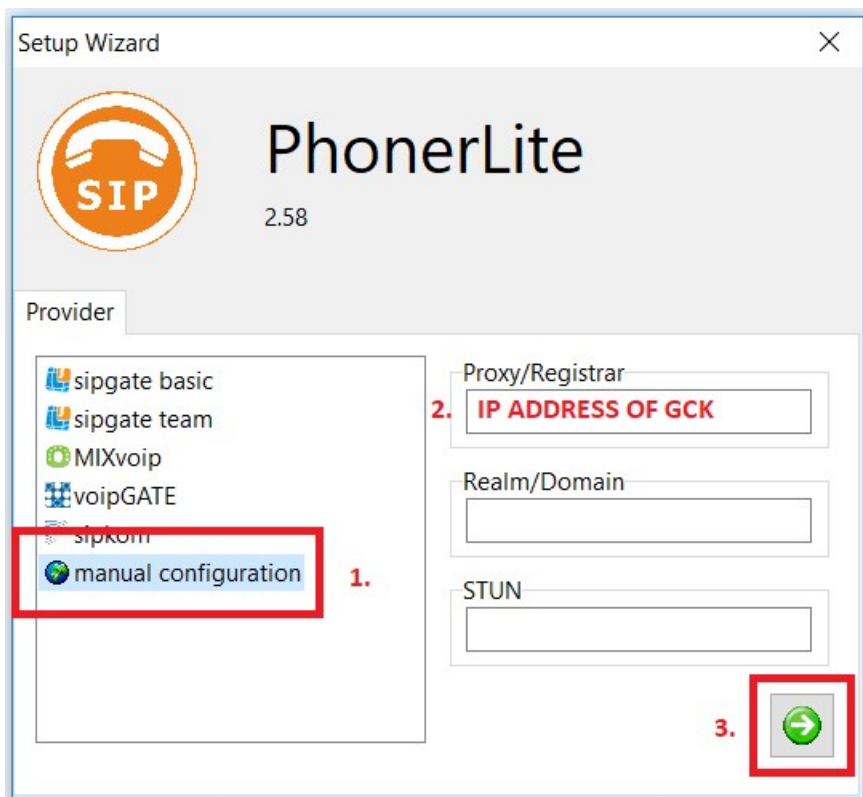 Setup Wizard
PhonerLite
SIP
2.58
Provider
sipgate basic
sipgate team
MIXvoip
voipGATE
sipkom
manual configuration
1.
Proxy/Registrar
2. IP ADDRESS OF GCK
Realm/Domain
STUN
3.